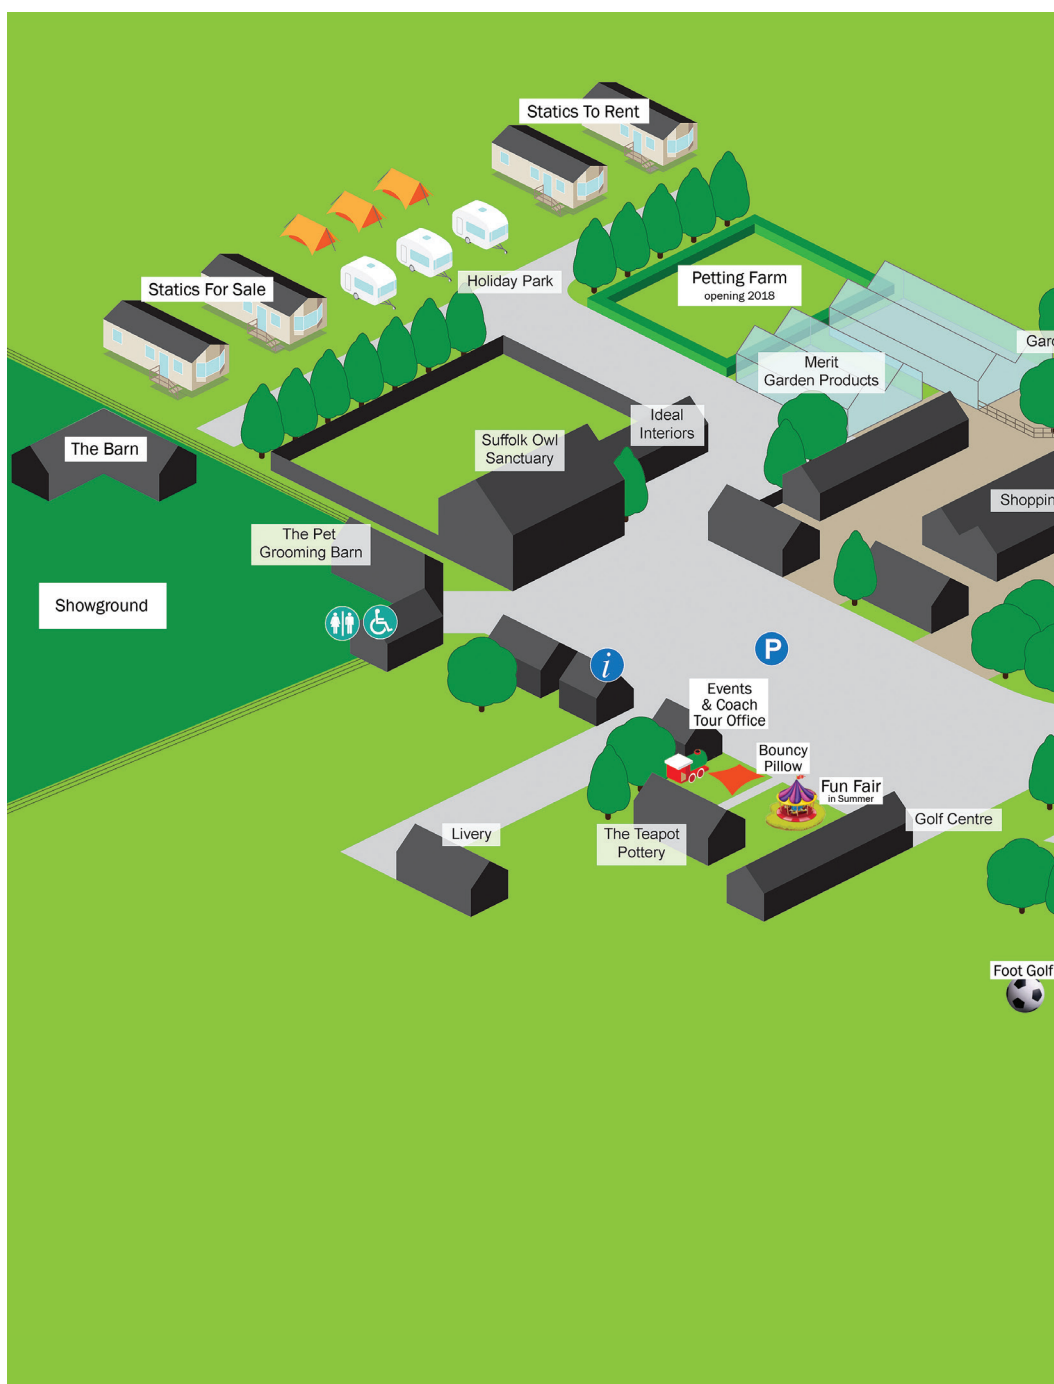 Statics To Rent
Holiday Park
Petting Farm
opening 2018
Statics For Sale
Merit
Garden Products
The Barn
Suffolk Owl
Sanctuary
Ideal
Interiors
The Pet
Grooming Barn
Showground
i
P
Events
& Coach
Tour Office
Bouncy
Pillow
Fun Fair
in Summer
Golf Centre
Livery
The Teapot
Pottery
Foot Golf